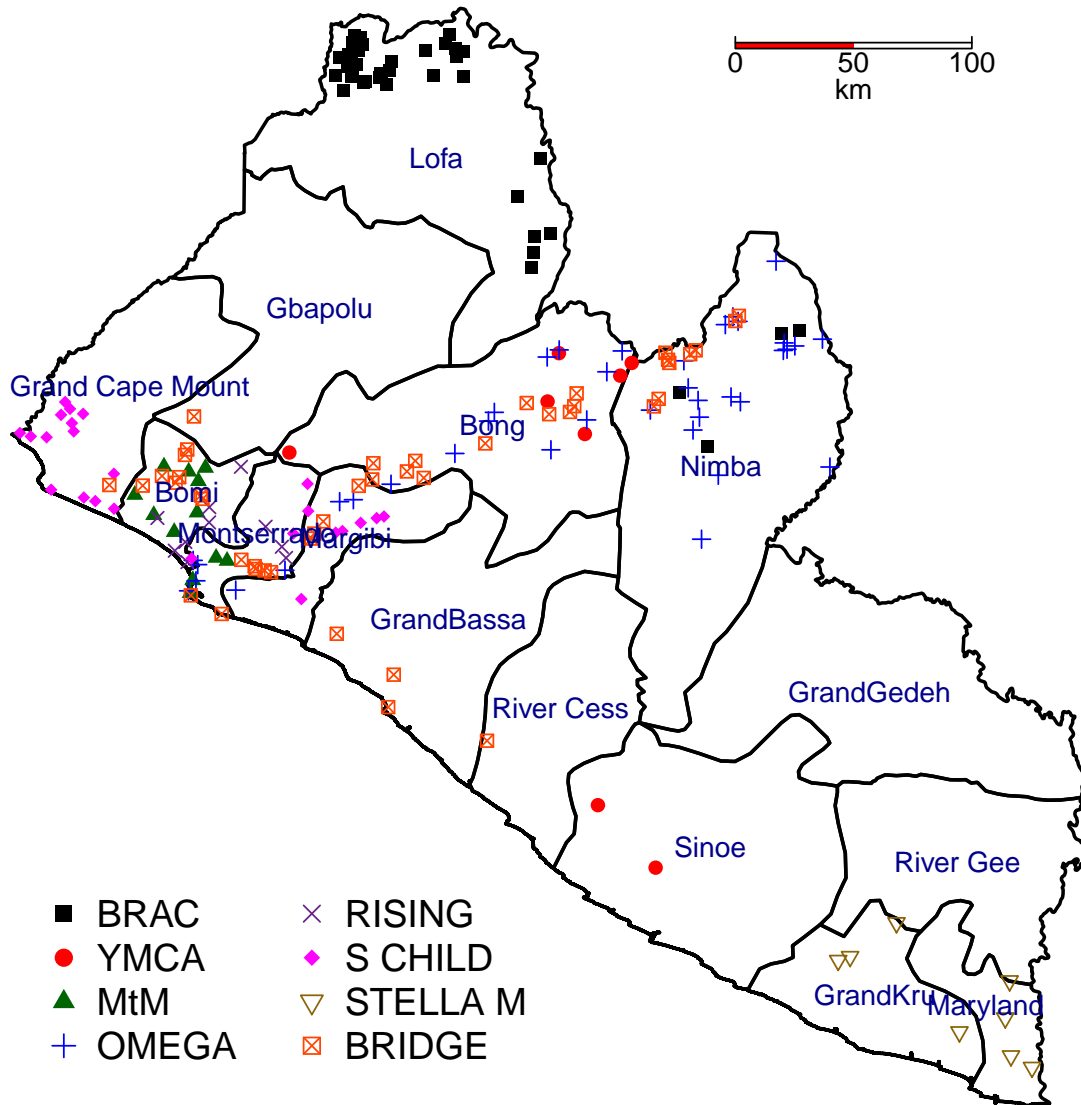 0 50 100
km
Lofa
Gbapolu
Grand Cape Mount
Bong
Nimba
Bomi
Montserrado
Margibi
GrandBassa
River Cess
GrandGedeh
Sinoe
River Gee
GrandKru
Maryland
BRAC
YMCA
MtM
OMEGA
RISING
S CHILD
STELLA M
BRIDGE